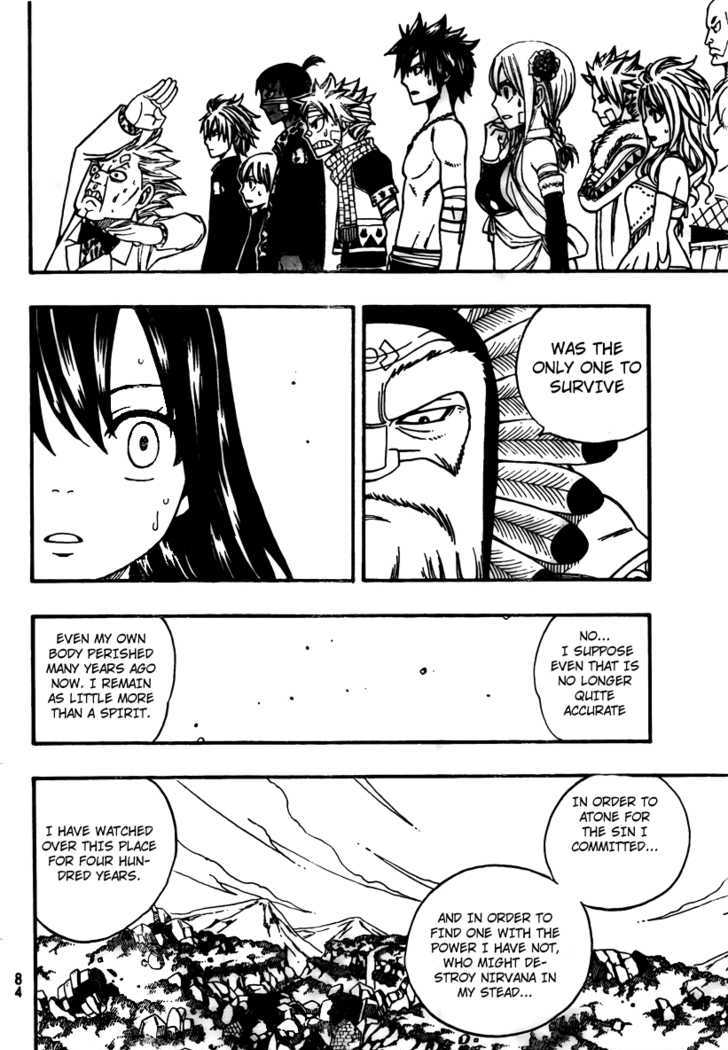 WAS THE
ONLY ONE TO
SURVIVE
NO...
I SUPPOSE
EVEN THAT IS
NO LONGER
QUITE
ACCURATE
EVEN MY OWN
BODY PERISHED
MANY YEARS AGO
NOW. I REMAIN
AS LITTLE MORE
THAN A SPIRIT.
IN ORDER TO
ATONE FOR
THE SIN I
COMMITTED...
AND IN ORDER TO
FIND ONE WITH THE
POWER I HAVE NOT,
WHO MIGHT DE-
STROY NIRVANA IN
MY STEAD...
I HAVE WATCHED
OVER THIS PLACE
FOR FOUR HUN-
DRED YEARS.
84